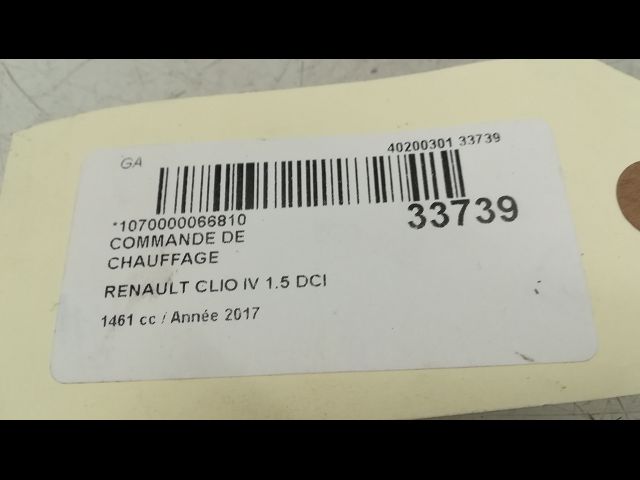 GA
40200301 33739
*1070000066810
33739
COMMANDE DE
CHAUFFAGE
RENAULT CLIO IV 1.5 DCI
1461 cc / Année 2017